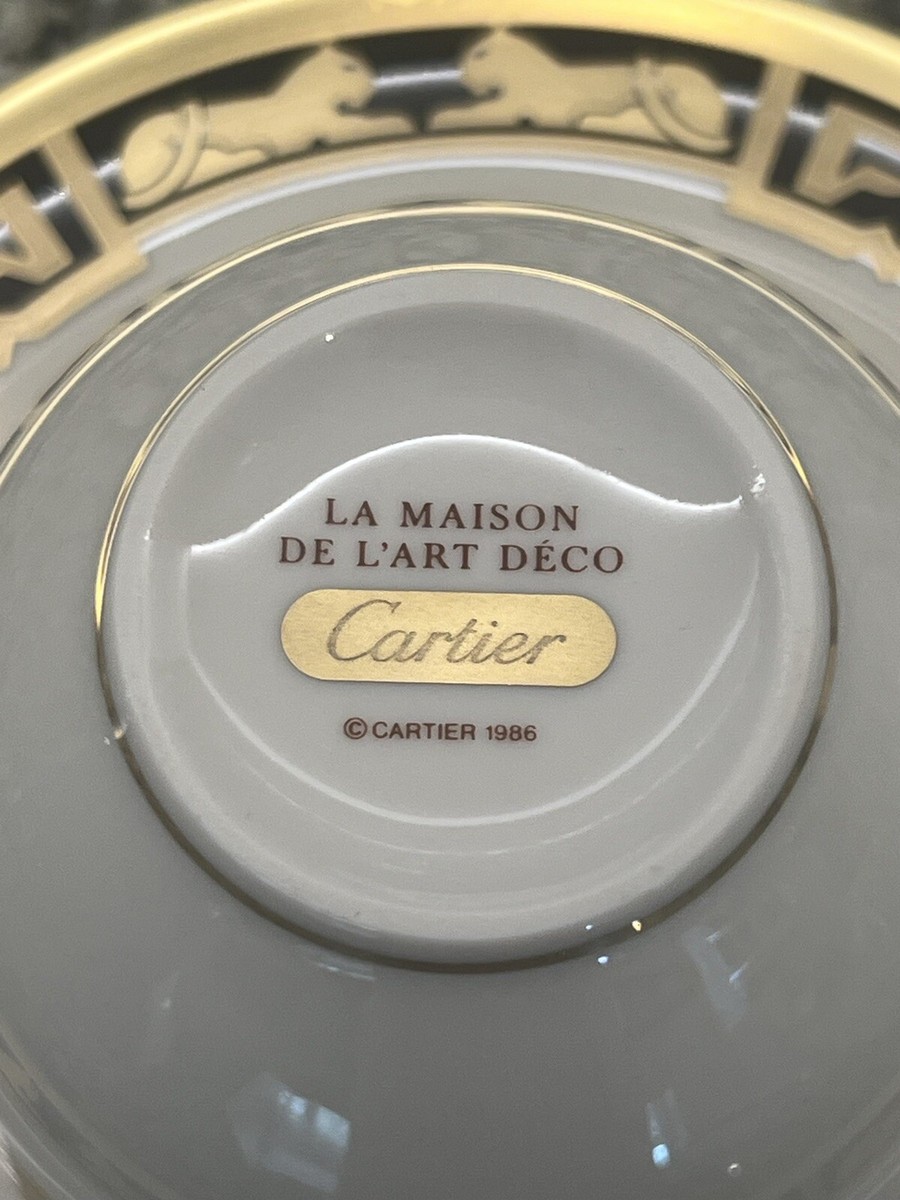 LA MAISON
DE L'ART DÉCO
Cartier
© CARTIER 1986